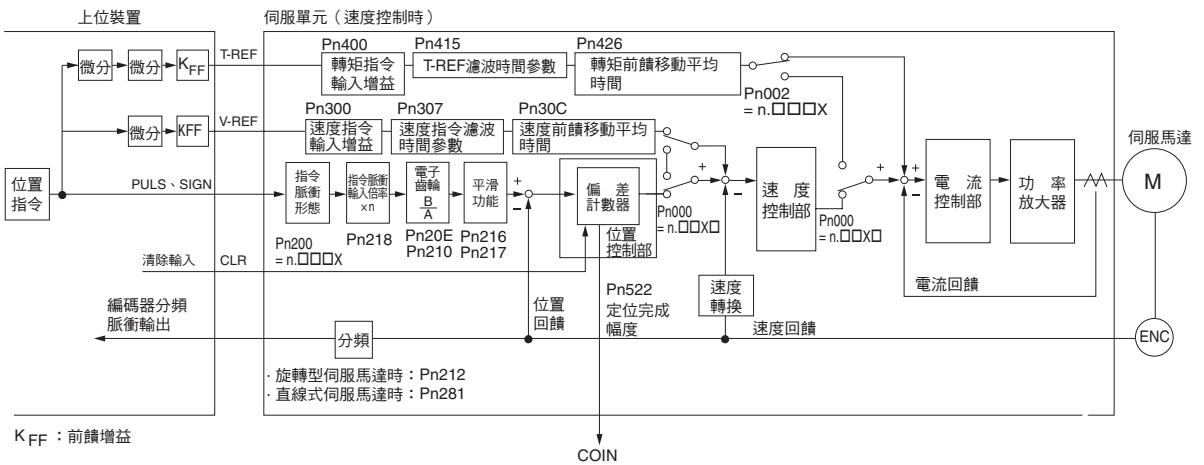 上位裝置
伺服單元（速度控制時）
T-REF
Pn400
Pn415
Pn426
微分
微分
KFF
轉矩指令
輸入增益
T-REF濾波時間參數
轉矩前饋移動平均
時間
Pn002
= n.□□□X
V-REF
Pn300
Pn307
Pn30C
微分
KFF
速度指令
輸入增益
速度指令濾波
時間參數
速度前饋移動平均
時間
伺服馬達
位置
指令
PULS、SIGN
指令
脈衝
形態
指令脈衝
輸入倍率
×n
電子
齒輪
B
A
平滑
功能
+
−
偏差
計數器
位置
控制部
+
−
速度
控制部
+
+
−
電流
控制部
功率
放大器
M
Pn200
= n.□□□X
Pn218
Pn20E
Pn210
Pn216
Pn217
Pn000
= n.□□X□
Pn000
= n.□□X□
清除輸入
CLR
電流回饋
編碼器分頻
脈衝輸出
位置
回饋
Pn522
定位完成
幅度
速度
轉換
速度回饋
分頻
ENC
· 旋轉型伺服馬達時：Pn212
· 直線式伺服馬達時：Pn281
KFF：前饋增益
COIN